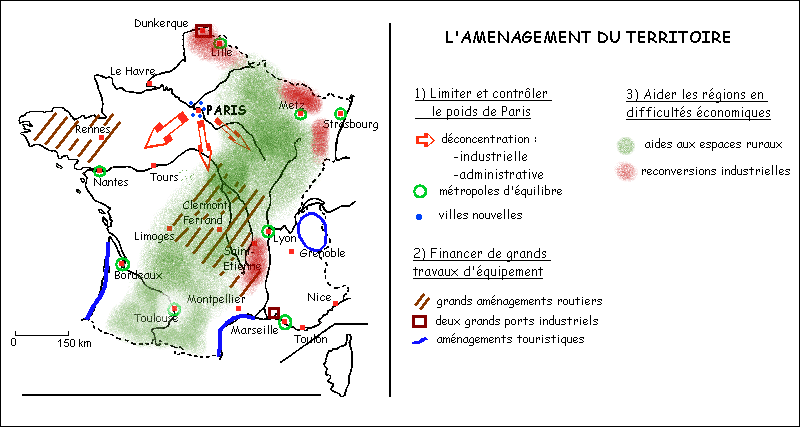 Dunkerque
Lille
Le Havre
PARIS
Metz
Strasbourg
Rennes
Nantes
Tours
Clermont
Ferrand
Limoges
Lyon
Saint-
Etienne
Grenoble
Bordeaux
Montpellier
Nice
Toulouse
Marseille
Toulon
0
150 km
L'AMENAGEMENT DU TERRITOIRE
1) Limiter et contrôler
le poids de Paris
déconcentration :
-industrielle
-administrative
métropoles d'équilibre
villes nouvelles
2) Financer de grands
travaux d'équipement
grands aménagements routiers
deux grands ports industriels
aménagements touristiques
3) Aider les régions en
difficultés économiques
aides aux espaces ruraux
reconversions industrielles